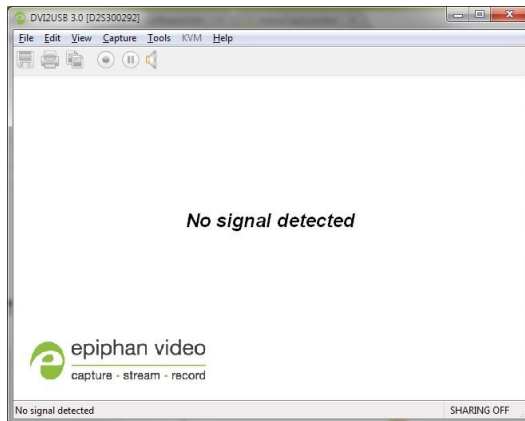 DVI2USB 3.0 [D2S300292]
File Edit View Capture Tools KVM Help
No signal detected
epiphan video
capture - stream - record
No signal detected SHARING OFF